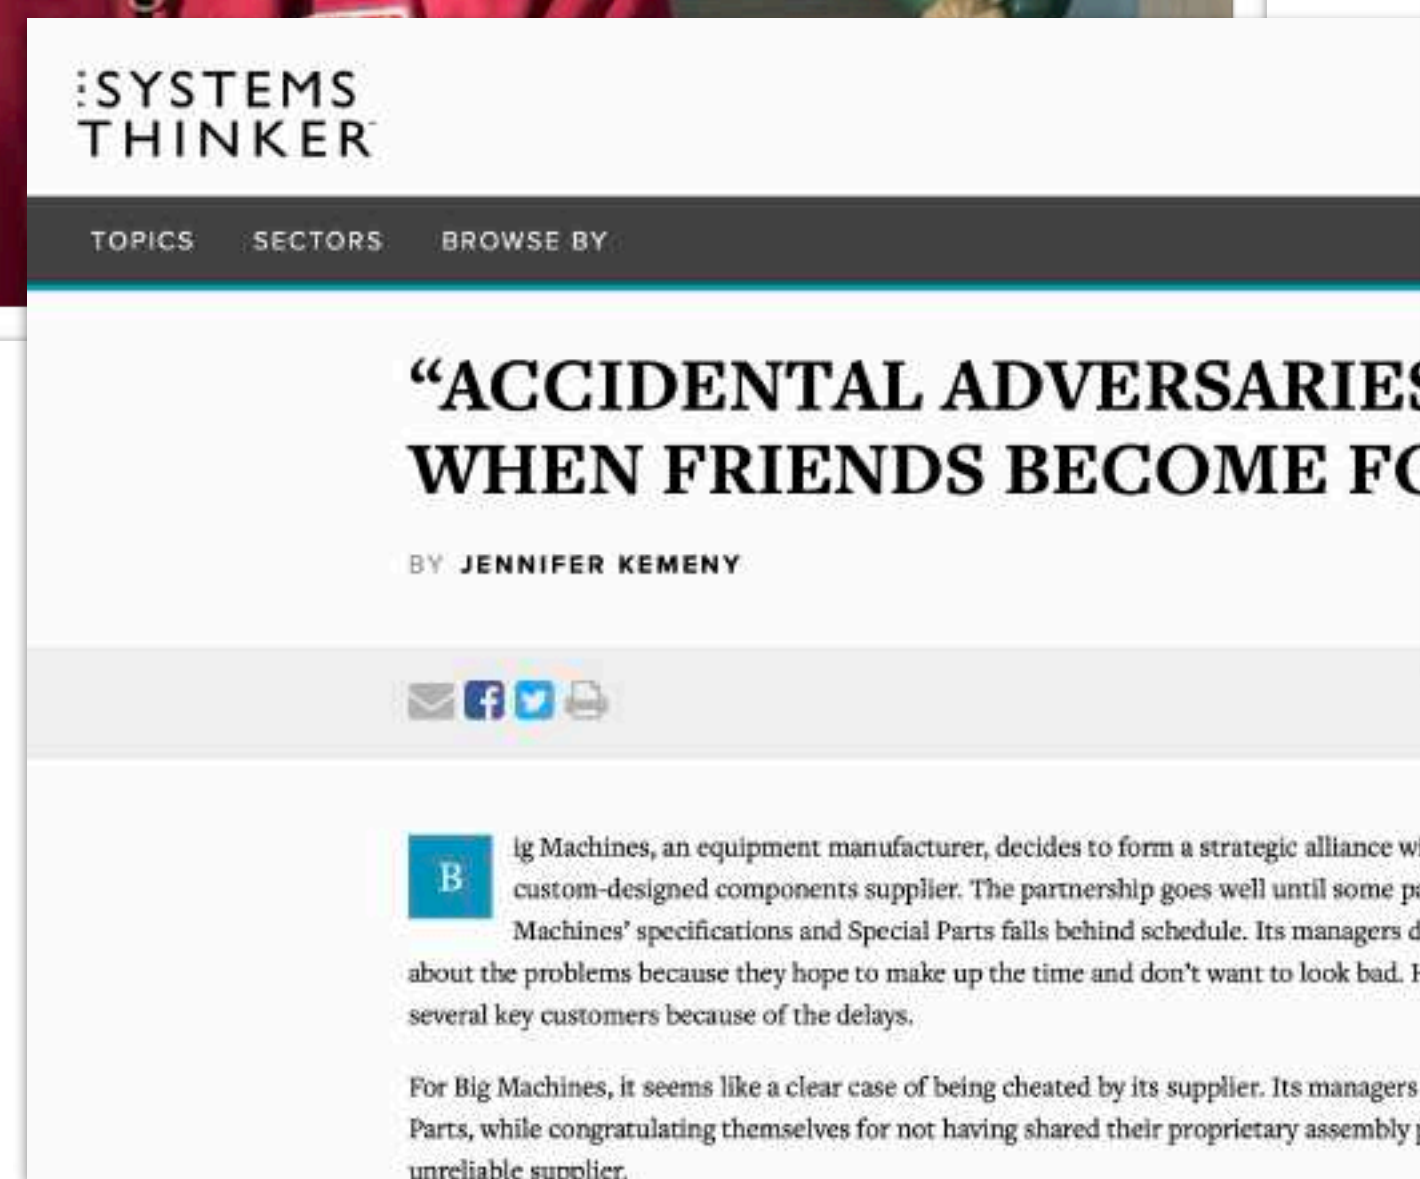 SYSTEMS
THINKER
TOPICS SECTORS BROWSE BY
“ACCIDENTAL ADVERSARIES
WHEN FRIENDS BECOME FO
BY JENNIFER KEMENY
Big Machines, an equipment manufacturer, decides to form a strategic alliance wi
custom-designed components supplier. The partnership goes well until some pa
Machines’ specifications and Special Parts falls behind schedule. Its managers d
about the problems because they hope to make up the time and don’t want to look bad. H
several key customers because of the delays.
For Big Machines, it seems like a clear case of being cheated by its supplier. Its managers
Parts, while congratulating themselves for not having shared their proprietary assembly p
unreliable supplier.